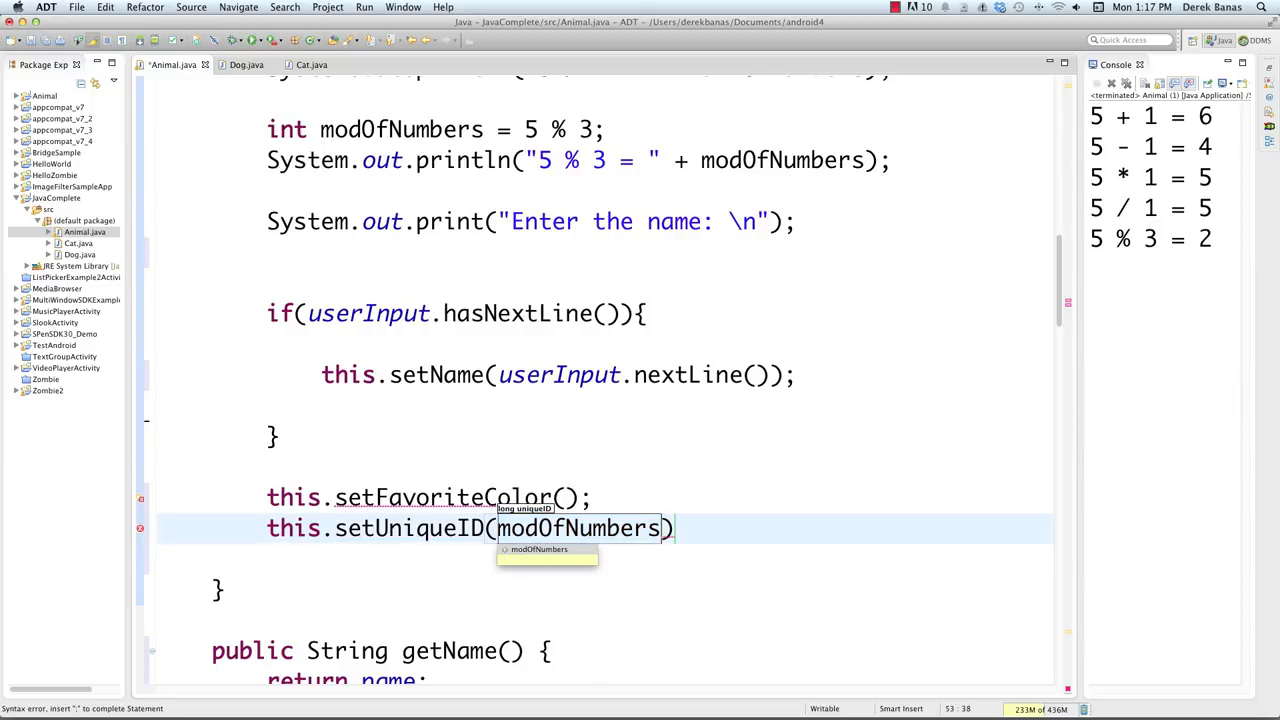 ADT File Edit Refactor Source Navigate Search Project Run Window Help
10 Mon 1:17 PM Derek Banas
Java - JavaComplete/src/Animal.java - ADT - /Users/derekbanas/Documents/android4
Quick Access Java DDMS
Package Exp
*Animal.java Dog.java Cat.java
Console
<terminated> Animal (1) [Java Application] /S
Animal
appcompat_v7
appcompat_v7_2
appcompat_v7_3
appcompat_v7_4
BridgeSample
HelloWorld
HelloZombie
ImageFilterSampleApp
JavaComplete
src
(default package)
Animal.java
Cat.java
Dog.java
JRE System Library [Ja
ListPickerExample2Activi
MediaBrowser
MultiWindowSDKExample
MusicPlayerActivity
SlookActivity
SPenSDK30_Demo
TestAndroid
TextGroupActivity
VideoPlayerActivity
Zombie
Zombie2
int modOfNumbers = 5 % 3;
System.out.println("5 % 3 = " + modOfNumbers);
System.out.print("Enter the name: \n");
if(userInput.hasNextLine()){
this.setName(userInput.nextLine());
}
this.setFavoriteColor();
long uniqueID
this.setUniqueID(modOfNumbers)
modOfNumbers
}
public String getName() {
return name;
5 + 1 = 6
5 - 1 = 4
5 * 1 = 5
5 / 1 = 5
5 % 3 = 2
Syntax error, insert ";" to complete Statement
Writable Smart Insert 53 : 38 233M of 436M